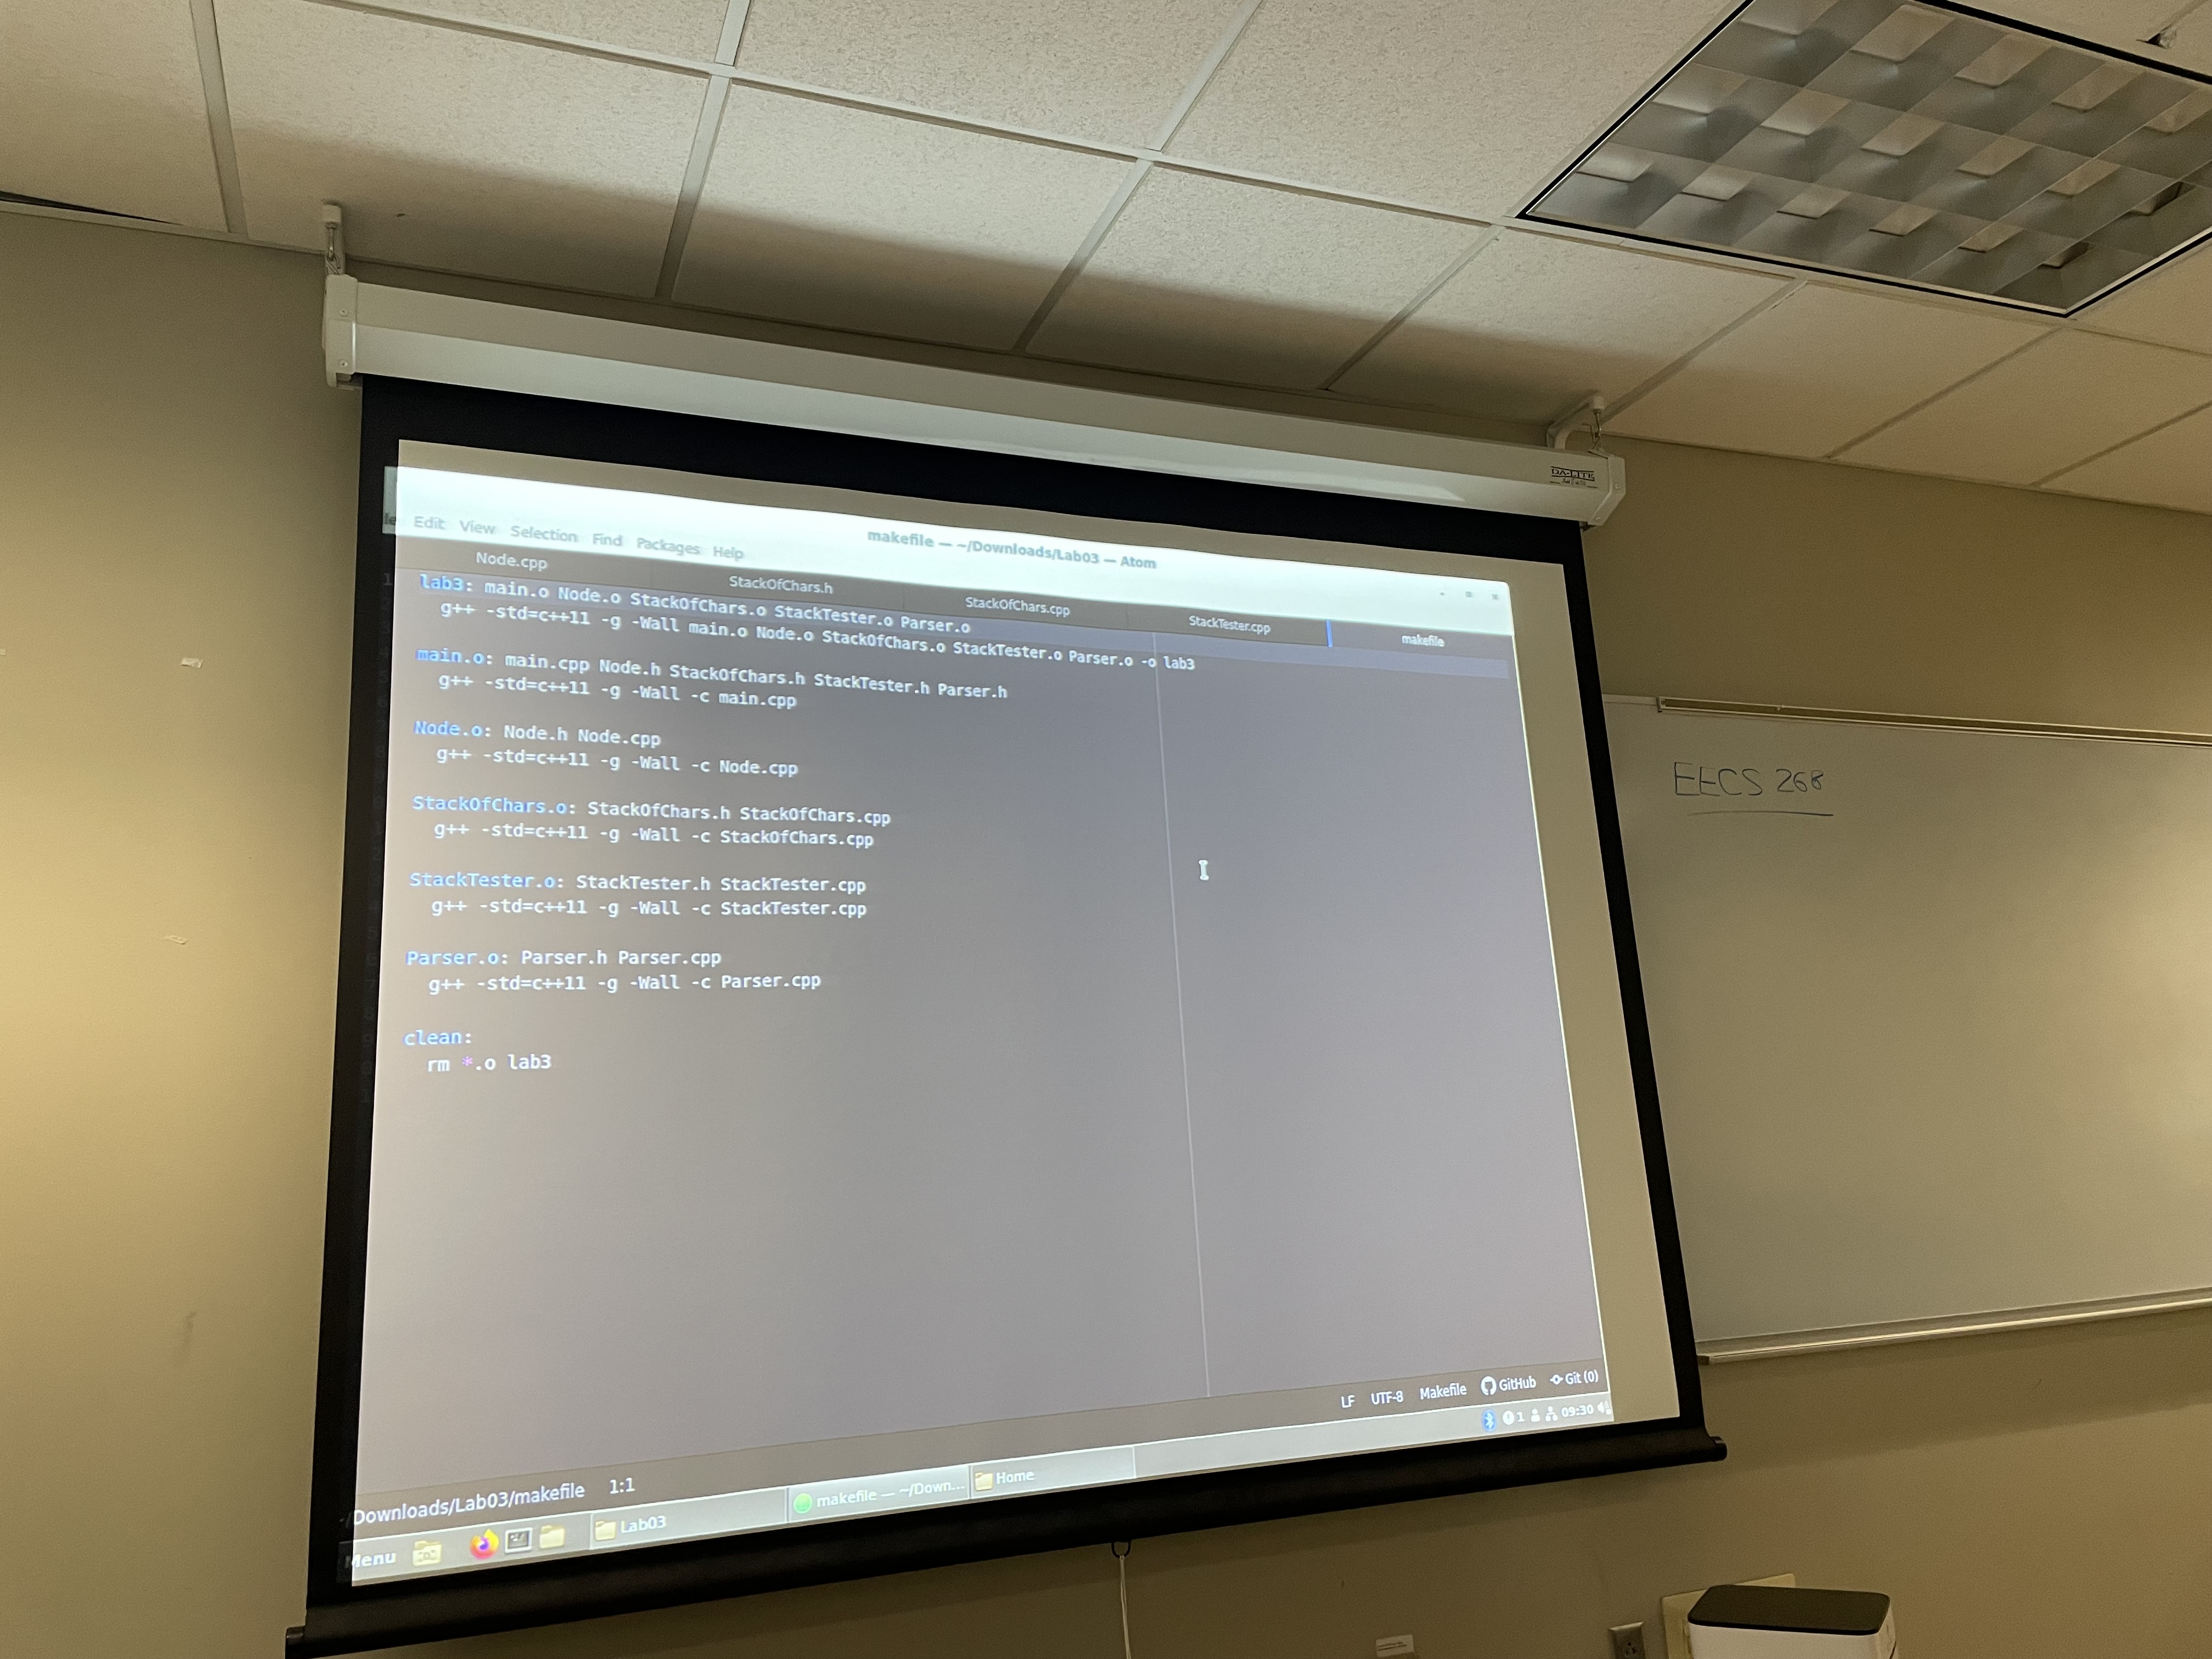 DA-LITE
makefile — ~/Downloads/Lab03 — Atom
Edit View Selection Find Packages Help
Node.cpp StackOfChars.h StackOfChars.cpp StackTester.cpp makefile
lab3: main.o Node.o StackOfChars.o StackTester.o Parser.o
g++ -std=c++11 -g -Wall main.o Node.o StackOfChars.o StackTester.o Parser.o -o lab3
main.o: main.cpp Node.h StackOfChars.h StackTester.h Parser.h
g++ -std=c++11 -g -Wall -c main.cpp
Node.o: Node.h Node.cpp
g++ -std=c++11 -g -Wall -c Node.cpp
StackOfChars.o: StackOfChars.h StackOfChars.cpp
g++ -std=c++11 -g -Wall -c StackOfChars.cpp
StackTester.o: StackTester.h StackTester.cpp
g++ -std=c++11 -g -Wall -c StackTester.cpp
Parser.o: Parser.h Parser.cpp
g++ -std=c++11 -g -Wall -c Parser.cpp
clean:
rm *.o lab3
~/Downloads/Lab03/makefile 1:1
LF UTF-8 Makefile GitHub Git (0)
Menu Lab03 makefile — ~/Down... Home
1 09:30
EECS 268